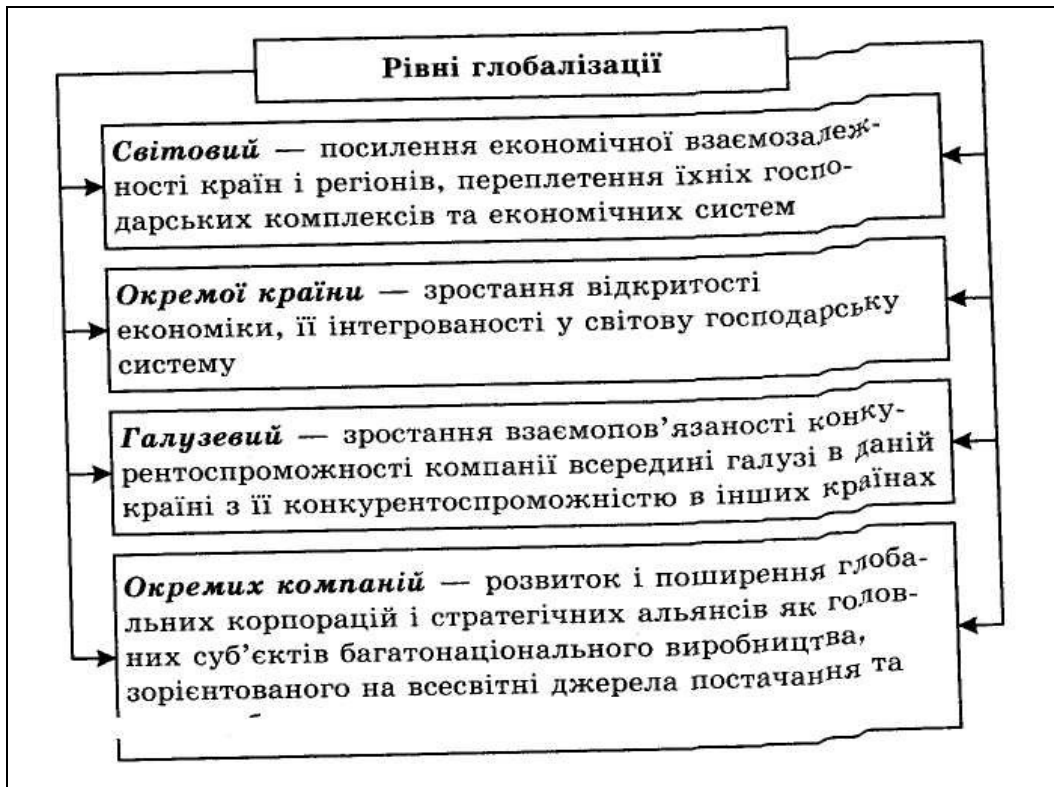 Рівні глобалізації
Світовий — посилення економічної взаємозалеж-
ності країн і регіонів, переплетення їхніх госпо-
дарських комплексів та економічних систем
Окремої країни — зростання відкритості
економіки, її інтегрованості у світову господарську
систему
Галузевий — зростання взаємопов'язаності конку-
рентоспроможності компанії всередині галузі в даній
країні з її конкурентоспроможністю в інших країнах
Окремих компаній — розвиток і поширення глоба-
льних корпорацій і стратегічних альянсів як голов-
них суб'єктів багатонаціонального виробництва,
зорієнтованого на всесвітні джерела постачання та